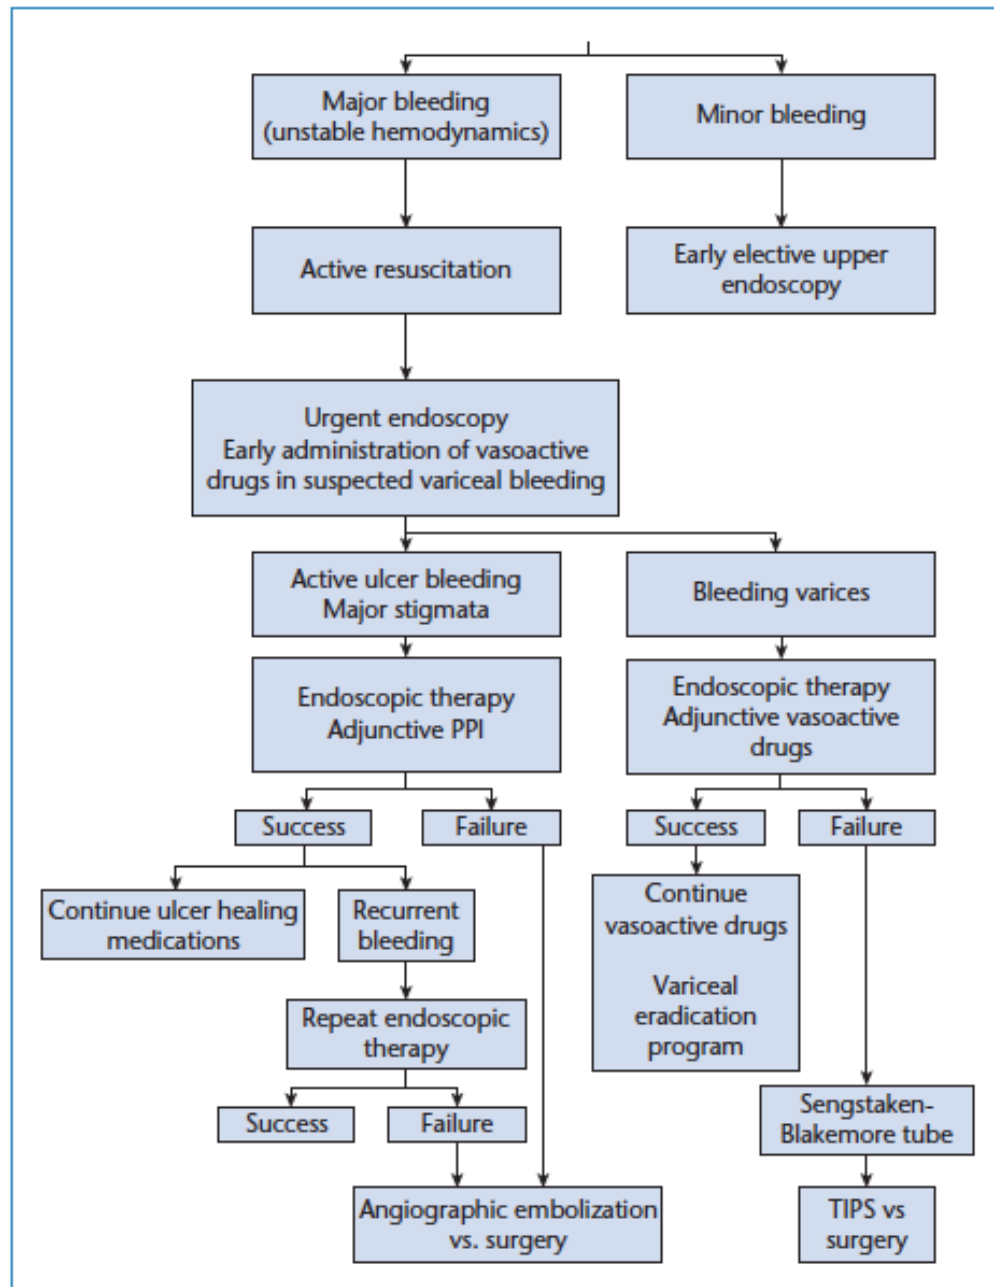 Major bleeding
(unstable hemodynamics)
Minor bleeding
Active resuscitation
Early elective upper
endoscopy
Urgent endoscopy
Early administration of vasoactive
drugs in suspected variceal bleeding
Active ulcer bleeding
Major stigmata
Bleeding varices
Endoscopic therapy
Adjunctive PPI
Endoscopic therapy
Adjunctive vasoactive
drugs
Success
Failure
Success
Failure
Continue ulcer healing
medications
Recurrent
bleeding
Continue
vasoactive drugs
Variceal
eradication
program
Repeat endoscopic
therapy
Success
Failure
Sengstaken-
Blakemore tube
Angiographic embolization
vs. surgery
TIPS vs
surgery